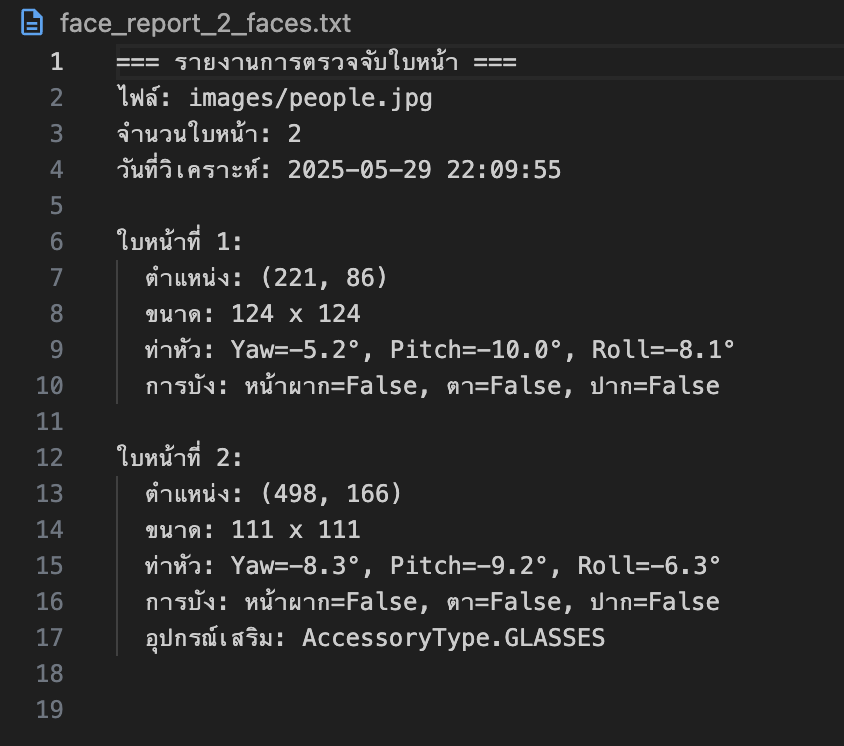 face_report_2_faces.txt
1 === รายงานการตรวจจับใบหน้า ===
2 ไฟล์: images/people.jpg
3 จำนวนใบหน้า: 2
4 วันที่วิเคราะห์: 2025-05-29 22:09:55
5
6 ใบหน้าที่ 1:
7 ตำแหน่ง: (221, 86)
8 ขนาด: 124 x 124
9 ท่าหัว: Yaw=-5.2°, Pitch=-10.0°, Roll=-8.1°
10 การบัง: หน้าผาก=False, ตา=False, ปาก=False
11
12 ใบหน้าที่ 2:
13 ตำแหน่ง: (498, 166)
14 ขนาด: 111 x 111
15 ท่าหัว: Yaw=-8.3°, Pitch=-9.2°, Roll=-6.3°
16 การบัง: หน้าผาก=False, ตา=False, ปาก=False
17 อุปกรณ์เสริม: AccessoryType.GLASSES
18
19